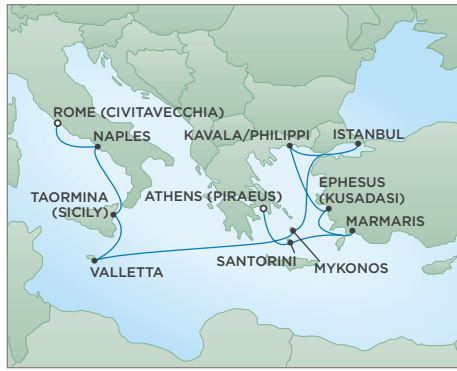 ROME (CIVITAVECCHIA)
NAPLES
KAVALA/PHILIPPI
ISTANBUL
TAORMINA
(SICILY)
ATHENS (PIRAEUS)
EPHESUS
(KUSADASI)
MARMARIS
VALLETTA
SANTORINI
MYKONOS